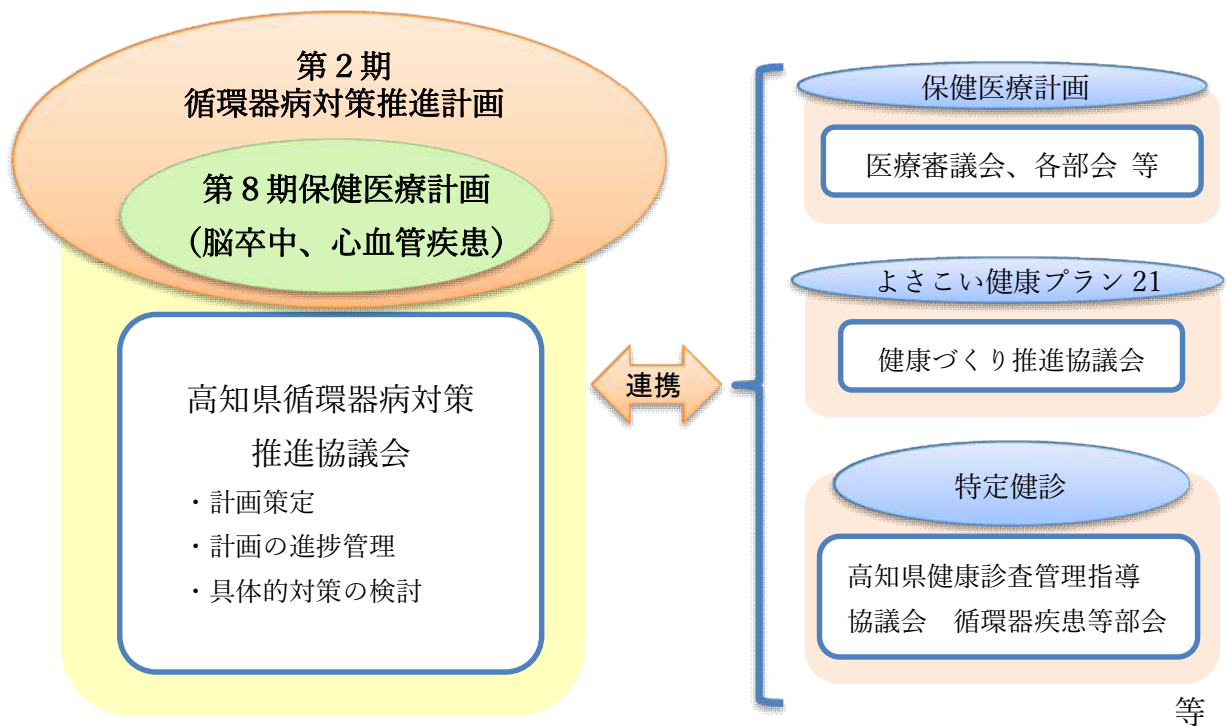 第２期
循環器病対策推進計画
第８期保健医療計画
（脳卒中、心血管疾患）
高知県循環器病対策
推進協議会
・計画策定
・計画の進捗管理
・具体的対策の検討
連携
保健医療計画
医療審議会、各部会 等
よさこい健康プラン 21
健康づくり推進協議会
特定健診
高知県健康診査管理指導
協議会　循環器疾患等部会
等